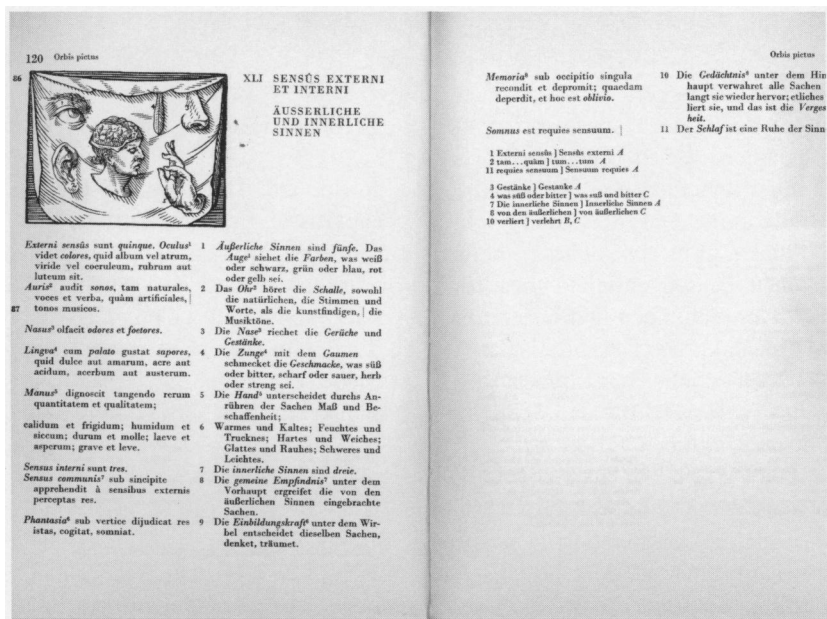 120 Orbis pictus
86
XLI SENSÛS EXTERNI
ET INTERNI
ÄUSSERLICHE
UND INNERLICHE
SINNEN
Externi sensûs sunt quinque. Oculus¹
videt colores, quid album vel atrum,
viride vel coeruleum, rubrum aut
luteum sit.
Auris² audit sonos, tam naturales,
voces et verba, quàm artificiales, |
87 tonos musicos.
Nasus³ olfacit odores et foetores.
Lingva⁴ cum palato gustat sapores,
quid dulce aut amarum, acre aut
acidum, acerbum aut austerum.
Manus⁵ dignoscit tangendo rerum
quantitatem et qualitatem;
calidum et frigidum; humidum et
siccum; durum et molle; laeve et
asperum; grave et leve.
Sensus interni sunt tres.
Sensus communis⁷ sub sincipite
apprehendit à sensibus externis
perceptas res.
Phantasia⁶ sub vertice dijudicat res
istas, cogitat, somniat.
1 Äußerliche Sinnen sind fünfe. Das
Auge¹ siehet die Farben, was weiß
oder schwarz, grün oder blau, rot
oder gelb sei.
2 Das Ohr² höret die Schalle, sowohl
die natürlichen, die Stimmen und
Worte, als die kunstfindigen, | die
Musiktöne.
3 Die Nase³ riechet die Gerüche und
Gestänke.
4 Die Zunge⁴ mit dem Gaumen
schmecket die Geschmacke, was süß
oder bitter, scharf oder sauer, herb
oder streng sei.
5 Die Hand⁵ unterscheidet durchs An-
rühren der Sachen Maß und Be-
schaffenheit;
6 Warmes und Kaltes; Feuchtes und
Trucknes; Hartes und Weiches;
Glattes und Rauhes; Schweres und
Leichtes.
7 Die innerliche Sinnen sind dreie.
8 Die gemeine Empfindnis⁷ unter dem
Vorhaupt ergreifet die von den
äußerlichen Sinnen eingebrachte
Sachen.
9 Die Einbildungskraft⁶ unter dem Wir-
bel entscheidet dieselben Sachen,
denket, träumet.
Orbis pictus
Memoria⁸ sub occipitio singula
recondit et depromit; quaedam
deperdit, et hoc est oblivio.
Somnus est requies sensuum. |
10 Die Gedächtnis⁸ unter dem Hin
haupt verwahret alle Sachen
langt sie wieder hervor; etliches
liert sie, und das ist die Verges
heit.
11 Der Schlaf ist eine Ruhe der Sinn
1 Externi sensûs ] Sensûs externi A
2 tam...quàm ] tum...tum A
11 requies sensuum ] Sensuum requies A
3 Gestänke ] Gestanke A
4 was süß oder bitter ] was süß und bitter C
7 Die innerliche Sinnen ] Innerliche Sinnen A
8 von den äußerlichen ] von äußerlichen C
10 verliert ] verlehrt B, C